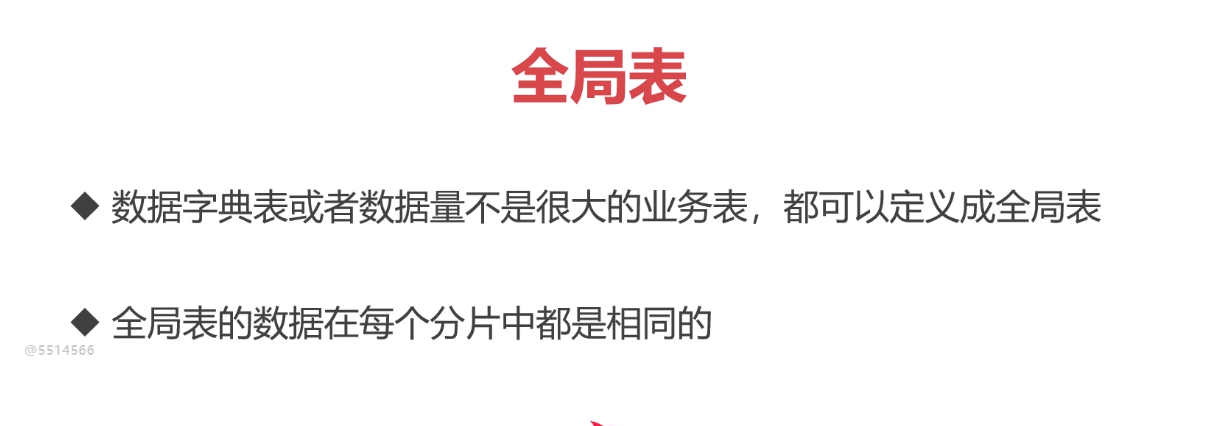 全局表
◆ 数据字典表或者数据量不是很大的业务表，都可以定义成全局表
◆ 全局表的数据在每个分片中都是相同的
@5514566